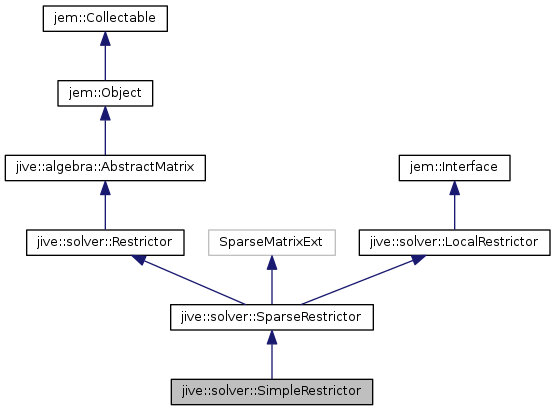 jem::Collectable
jem::Object
jive::algebra::AbstractMatrix
jem::Interface
jive::solver::Restrictor
SparseMatrixExt
jive::solver::LocalRestrictor
jive::solver::SparseRestrictor
jive::solver::SimpleRestrictor